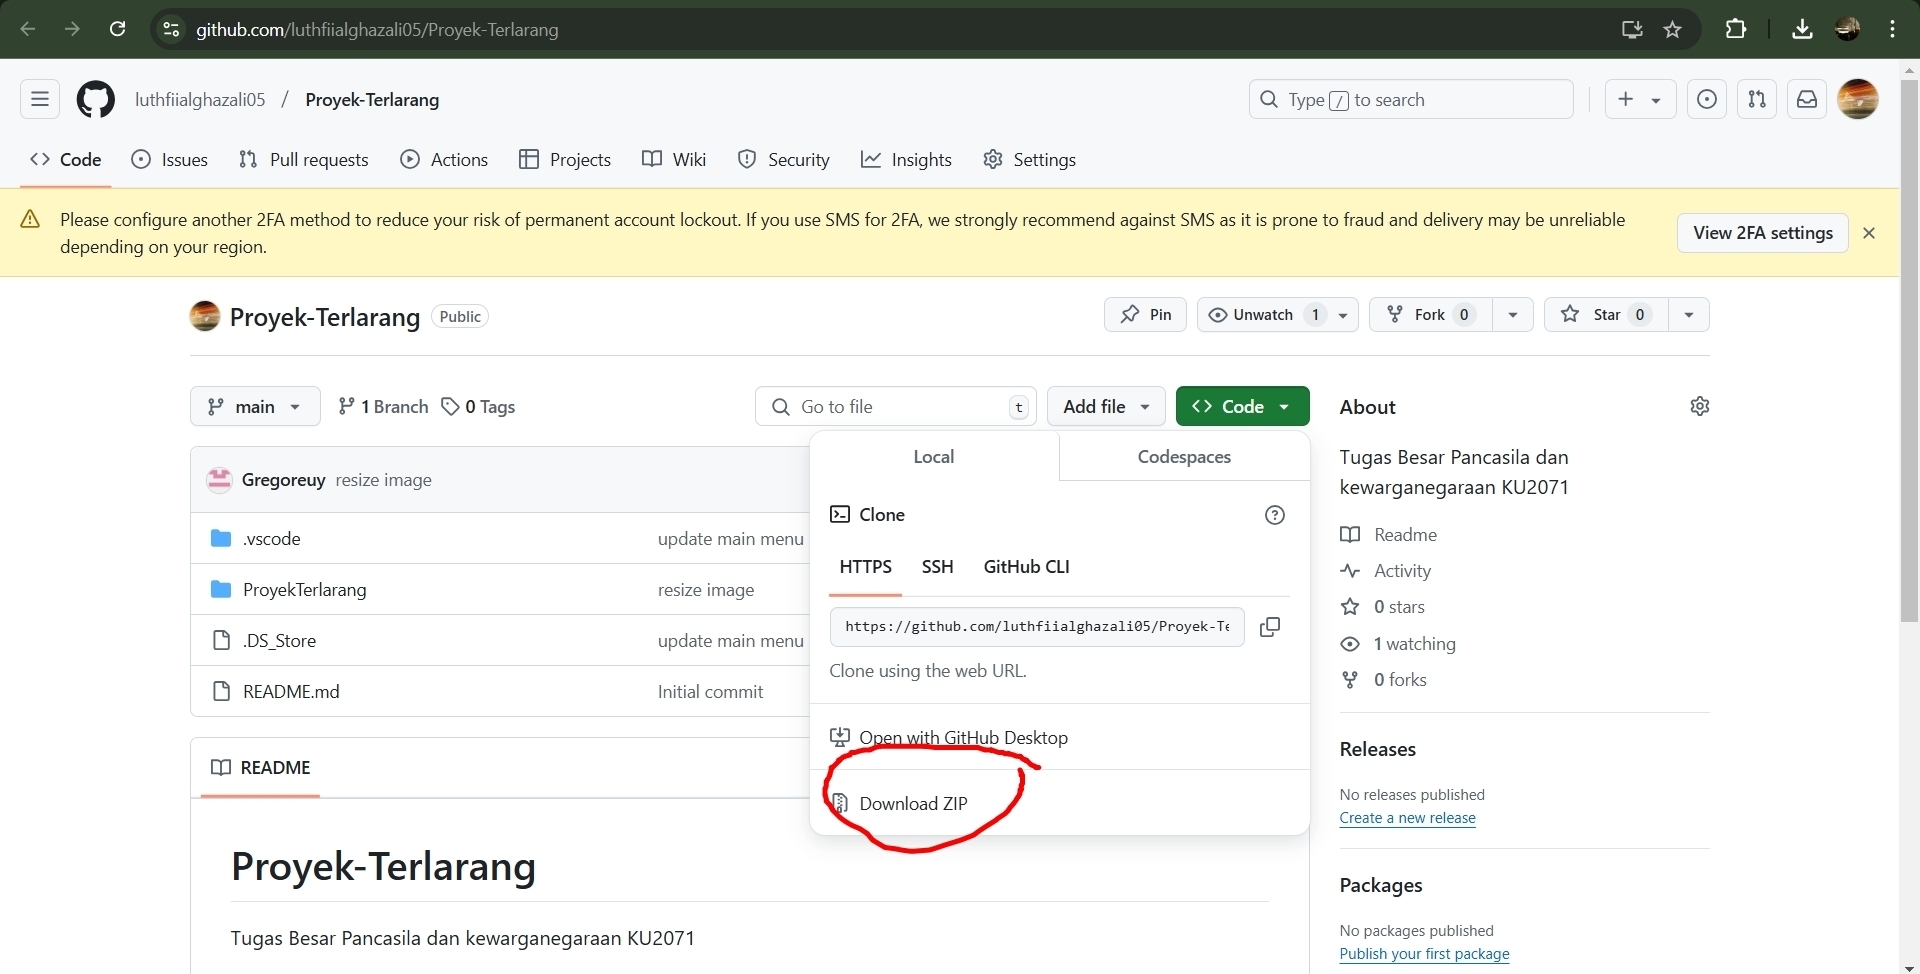 github.com/luthfiialghazali05/Proyek-Terlarang
luthfiialghazali05 / Proyek-Terlarang
Type / to search
Code Issues Pull requests Actions Projects Wiki Security Insights Settings
Please configure another 2FA method to reduce your risk of permanent account lockout. If you use SMS for 2FA, we strongly recommend against SMS as it is prone to fraud and delivery may be unreliable
depending on your region.
View 2FA settings
Proyek-Terlarang Public
Pin Unwatch 1 Fork 0 Star 0
main 1 Branch 0 Tags
Go to file t Add file Code
Gregoreuy resize image
.vscode update main menu
ProyekTerlarang resize image
.DS_Store update main menu
README.md Initial commit
Local Codespaces
Clone
HTTPS SSH GitHub CLI
https://github.com/luthfiialghazali05/Proyek-Te
Clone using the web URL.
Open with GitHub Desktop
Download ZIP
README
Proyek-Terlarang
Tugas Besar Pancasila dan kewarganegaraan KU2071
About
Tugas Besar Pancasila dan
kewarganegaraan KU2071
Readme
Activity
0 stars
1 watching
0 forks
Releases
No releases published
Create a new release
Packages
No packages published
Publish your first package